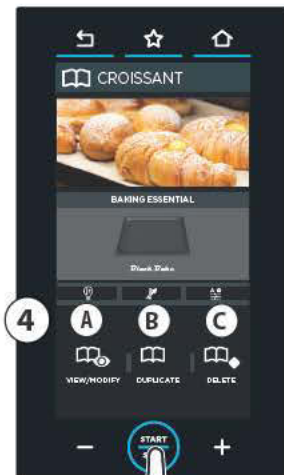 CROISSANT
BAKING ESSENTIAL
Black Bake
4
A B C
VIEW/MODIFY DUPLICATE DELETE
START